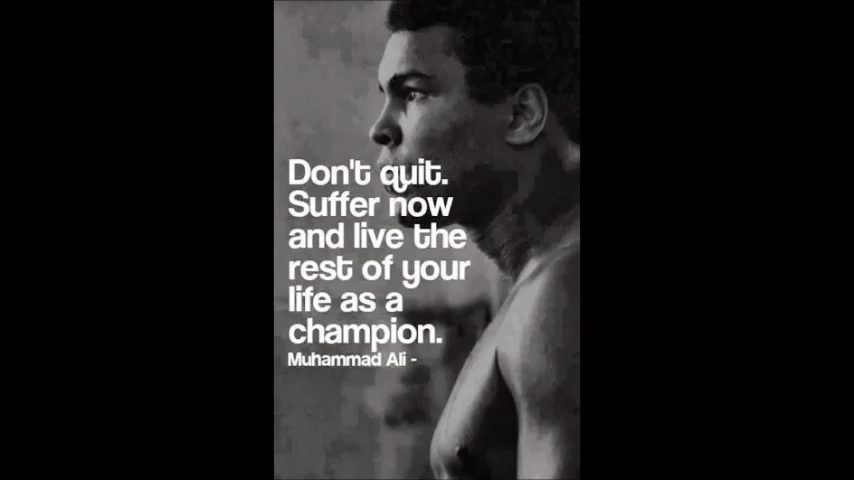 Don't quit.
Suffer now
and live the
rest of your
life as a
champion.
Muhammad Ali -